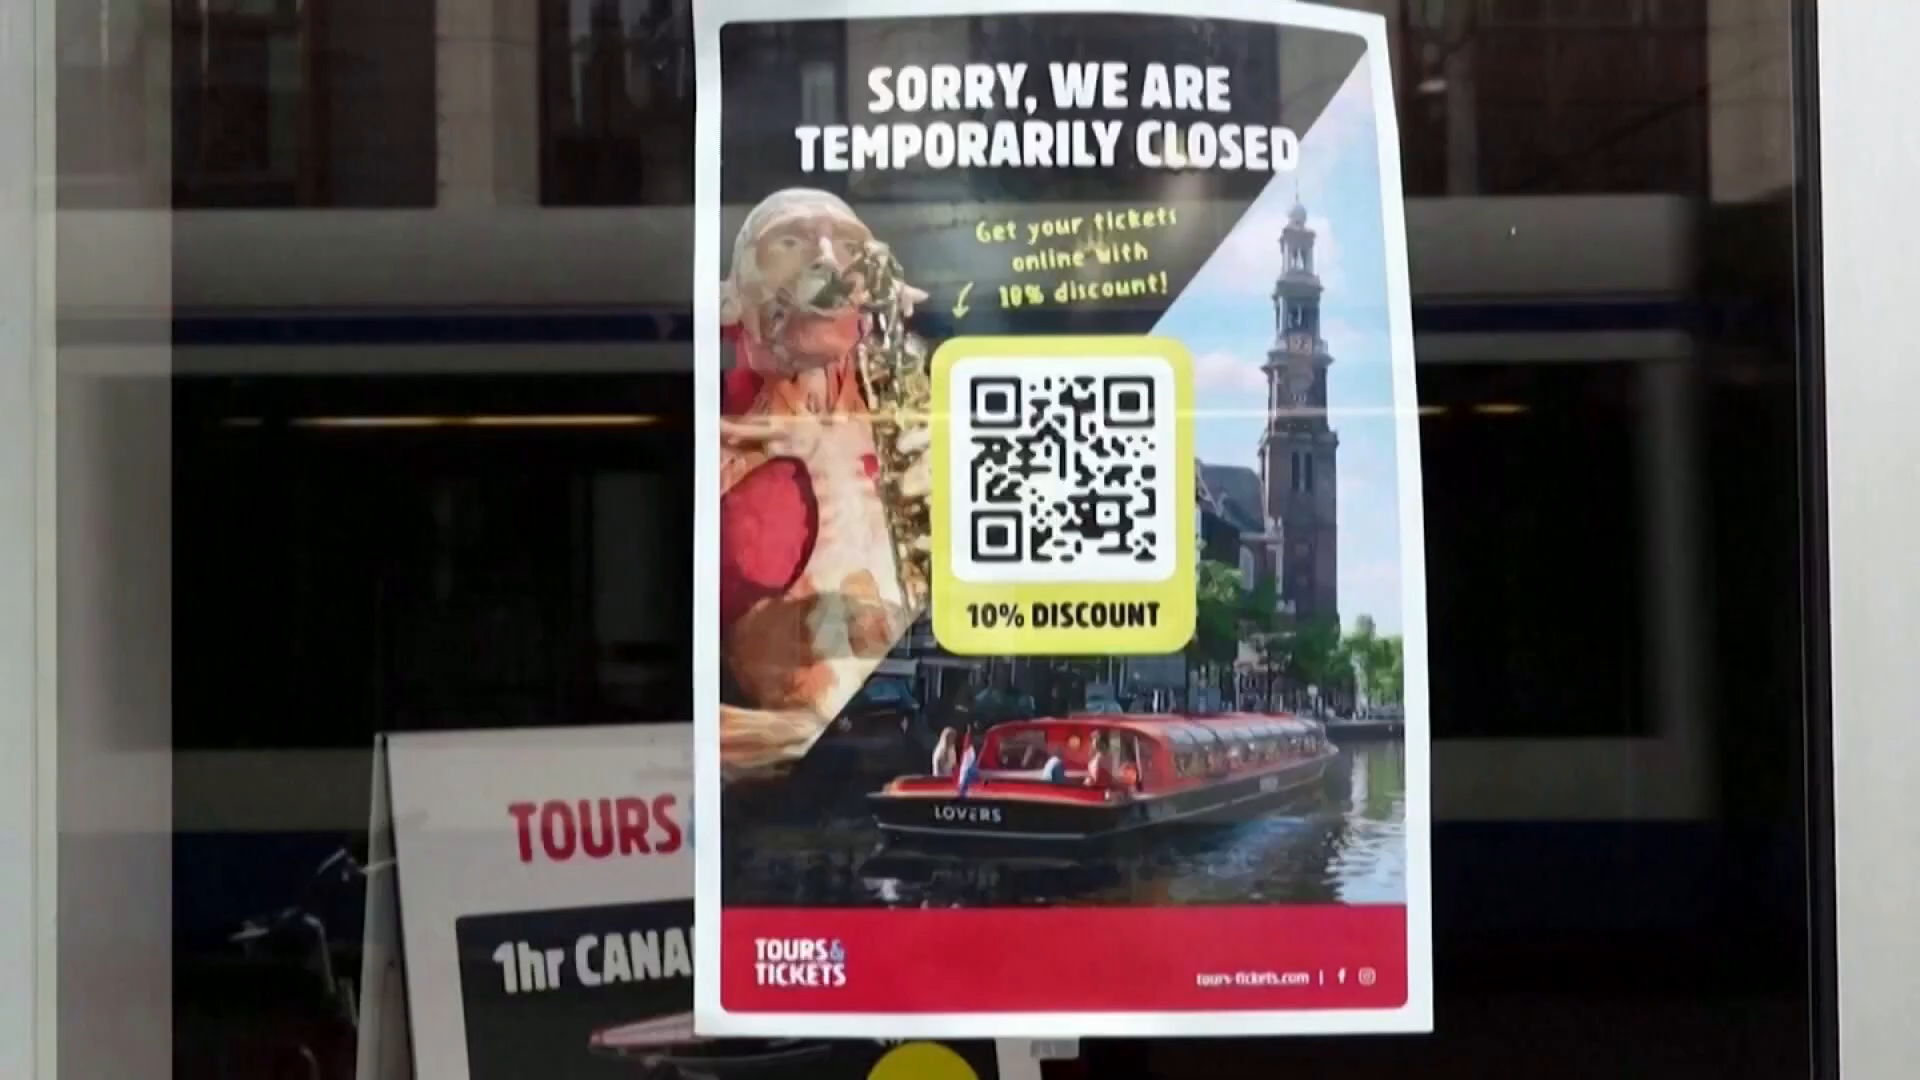 SORRY, WE ARE
TEMPORARILY CLOSED
Get your tickets
online with
10% discount!
10% DISCOUNT
LOVERS
TOURS&
TICKETS
tours-tickets.com |
TOURS
1hr CANA